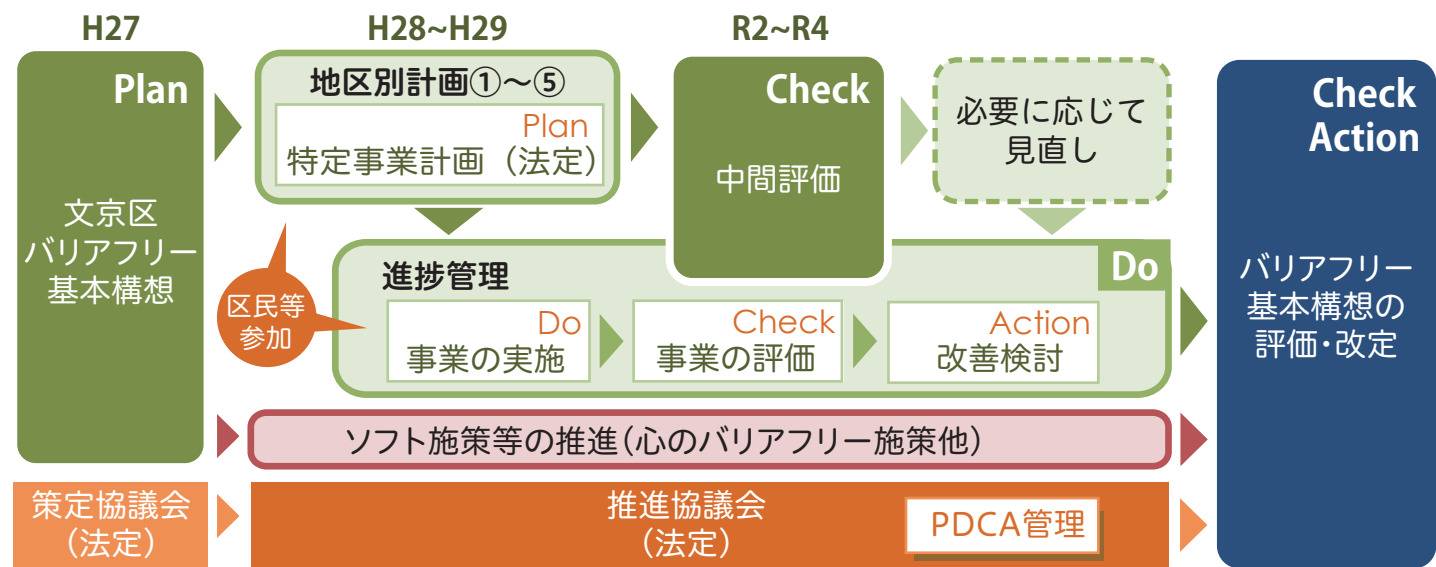 H27
H28~H29
R2~R4
Plan
文京区
バリアフリー
基本構想
地区別計画①～⑤
Plan
特定事業計画（法定）
Check
中間評価
必要に応じて
見直し
Check
Action
バリアフリー
基本構想の
評価・改定
区民等
参加
進捗管理
Do
Do
事業の実施
Check
事業の評価
Action
改善検討
ソフト施策等の推進（心のバリアフリー施策他）
策定協議会
（法定）
推進協議会
（法定）
PDCA管理